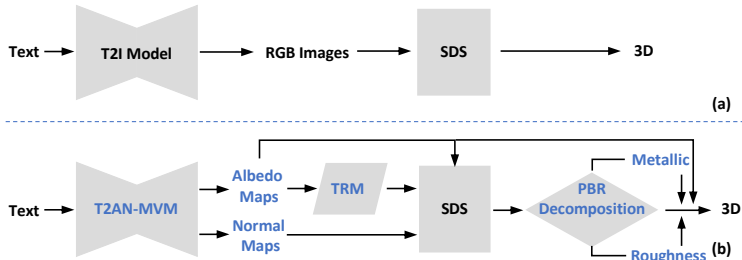 Text
T2I Model
RGB Images
SDS
3D
(a)
Text
T2AN-MVM
Albedo
Maps
TRM
Normal
Maps
SDS
PBR
Decomposition
Metallic
Roughness
3D
(b)